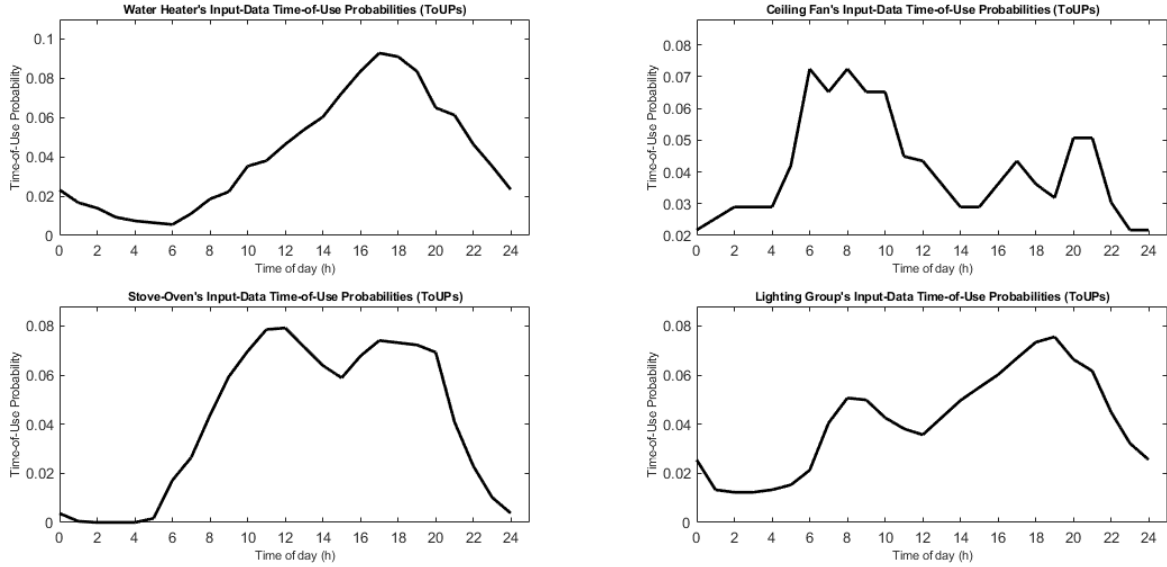 Water Heater's Input-Data Time-of-Use Probabilities (ToUPs)
0.1
0.08
0.06
0.04
0.02
0
Time-of-Use Probability
0 2 4 6 8 10 12 14 16 18 20 22 24
Time of day (h)
Ceiling Fan's Input-Data Time-of-Use Probabilities (ToUPs)
0.08
0.07
0.06
0.05
0.04
0.03
0.02
Time-of-Use Probability
0 2 4 6 8 10 12 14 16 18 20 22 24
Time of day (h)
Stove-Oven's Input-Data Time-of-Use Probabilities (ToUPs)
0.08
0.06
0.04
0.02
0
Time-of-Use Probability
0 2 4 6 8 10 12 14 16 18 20 22 24
Time of day (h)
Lighting Group's Input-Data Time-of-Use Probabilities (ToUPs)
0.08
0.06
0.04
0.02
0
Time-of-Use Probability
0 2 4 6 8 10 12 14 16 18 20 22 24
Time of day (h)